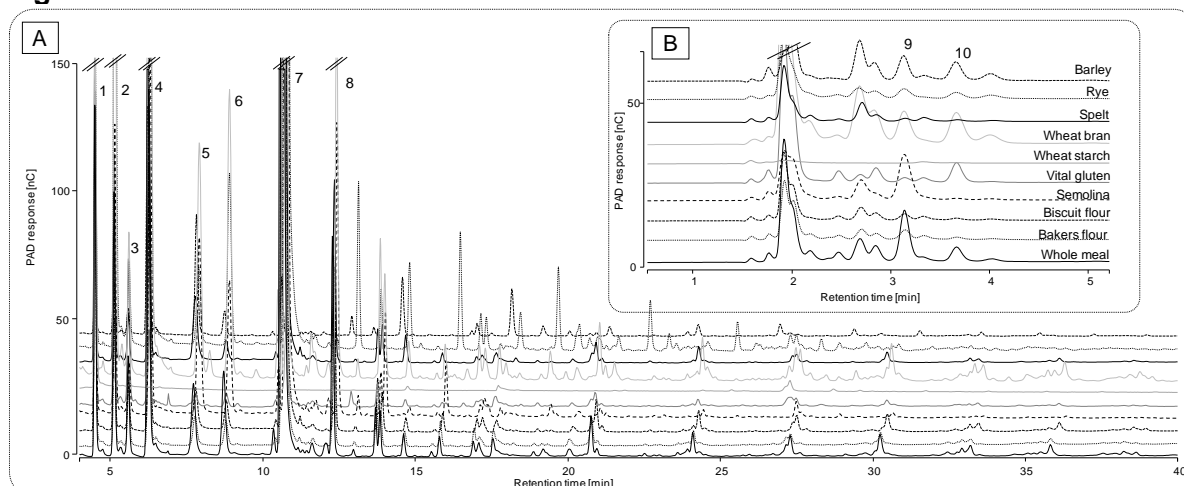 A
150
100
50
0
PAD response [nC]
1
2
3
4
5
6
7
8
5
10
15
20
25
30
35
40
Retention time [min]
B
50
0
PAD response [nC]
9
10
Barley
Rye
Spelt
Wheat bran
Wheat starch
Vital gluten
Semolina
Biscuit flour
Bakers flour
Whole meal
1
2
3
4
5
Retention time [min]